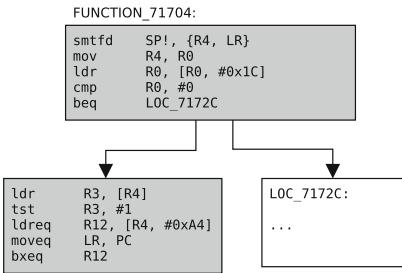 FUNCTION_71704:
smtfd SP!, {R4, LR}
mov R4, R0
ldr R0, [R0, #0x1C]
cmp R0, #0
beq LOC_7172C
ldr R3, [R4]
tst R3, #1
ldreq R12, [R4, #0xA4]
moveq LR, PC
bxeq R12
LOC_7172C:
...